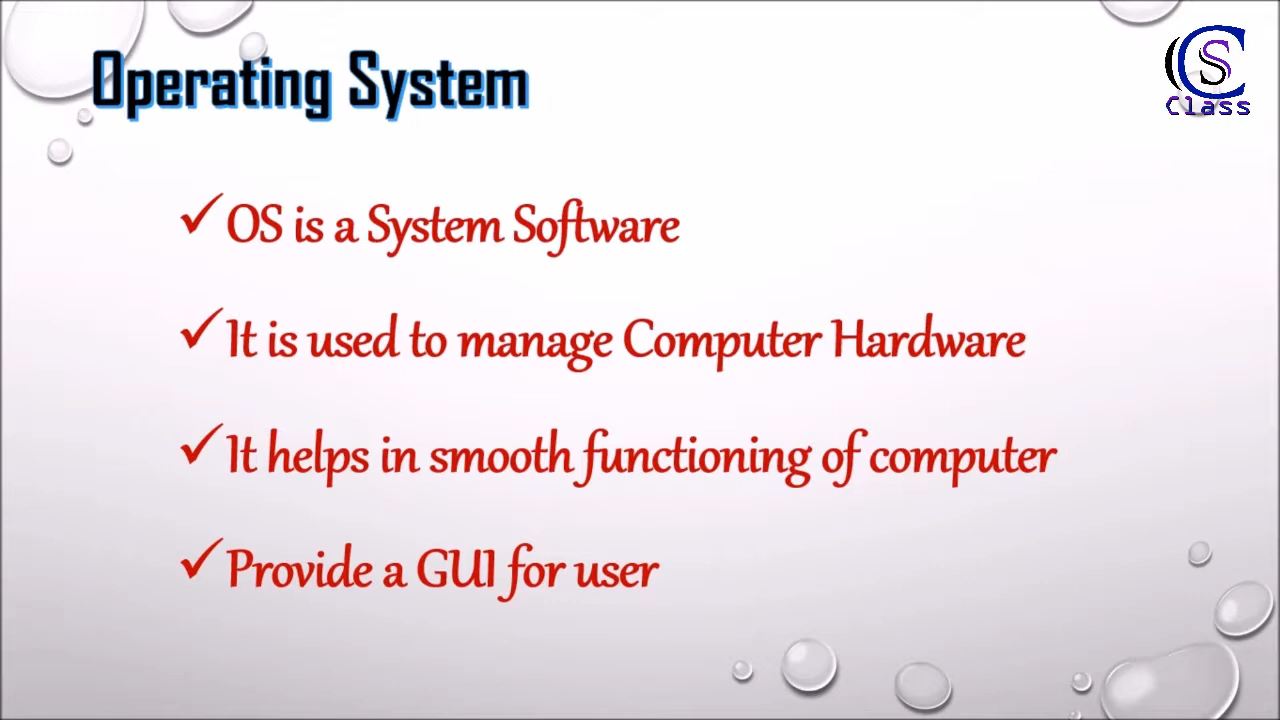 Operating System
CS
Class
✓OS is a System Software
✓It is used to manage Computer Hardware
✓It helps in smooth functioning of computer
✓Provide a GUI for user